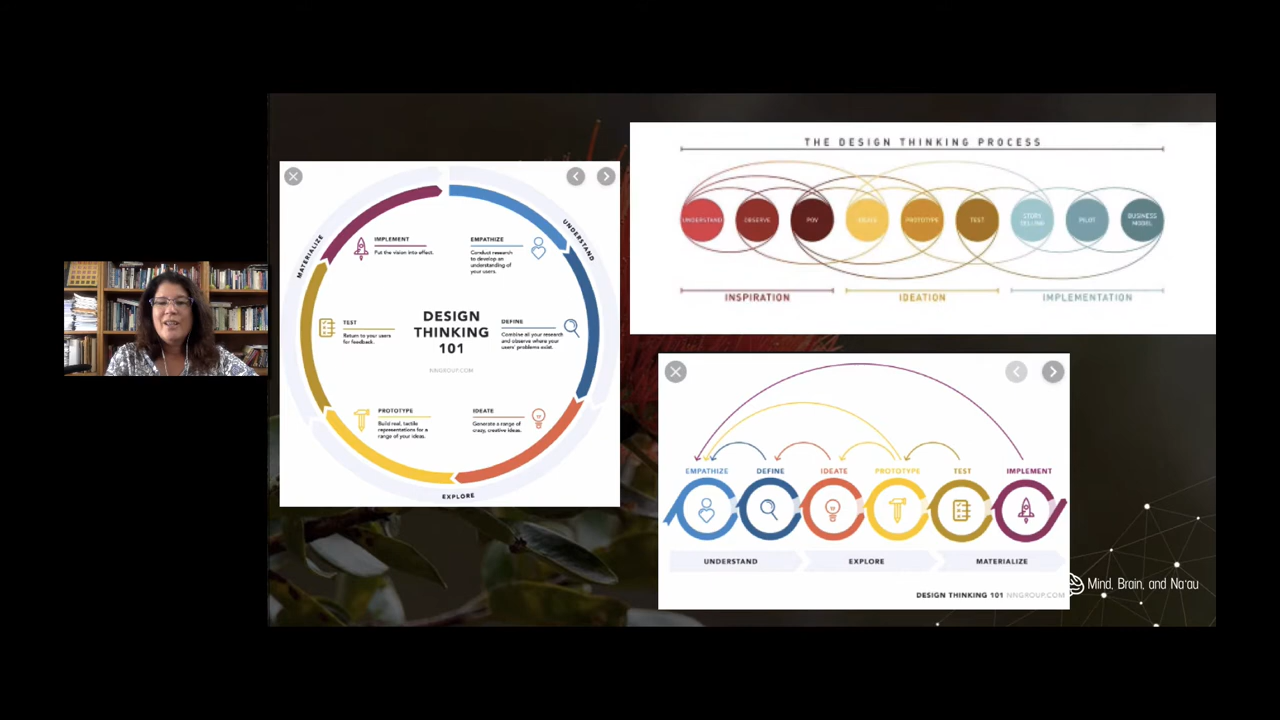 MATERIALIZE
UNDERSTAND
IMPLEMENT
Put the vision into effect.
EMPATHIZE
Conduct research
to develop an
understanding of
your users.
TEST
Return to your users
for feedback.
DESIGN
THINKING
101
NNGROUP.COM
DEFINE
Combine all your research
and observe where your
users' problems exist.
PROTOTYPE
Build real, tactile
representations for a
range of your ideas.
IDEATE
Generate a range of
crazy, creative ideas.
EXPLORE
THE DESIGN THINKING PROCESS
UNDERSTAND OBSERVE POV PROTOTYPE TEST STORY TELLING PILOT BUSINESS MODEL
INSPIRATION IDEATION IMPLEMENTATION
EMPATHIZE DEFINE IDEATE PROTOTYPE TEST IMPLEMENT
UNDERSTAND EXPLORE MATERIALIZE
DESIGN THINKING 101 NNGROUP.COM
Mind, Brain, and Na'au